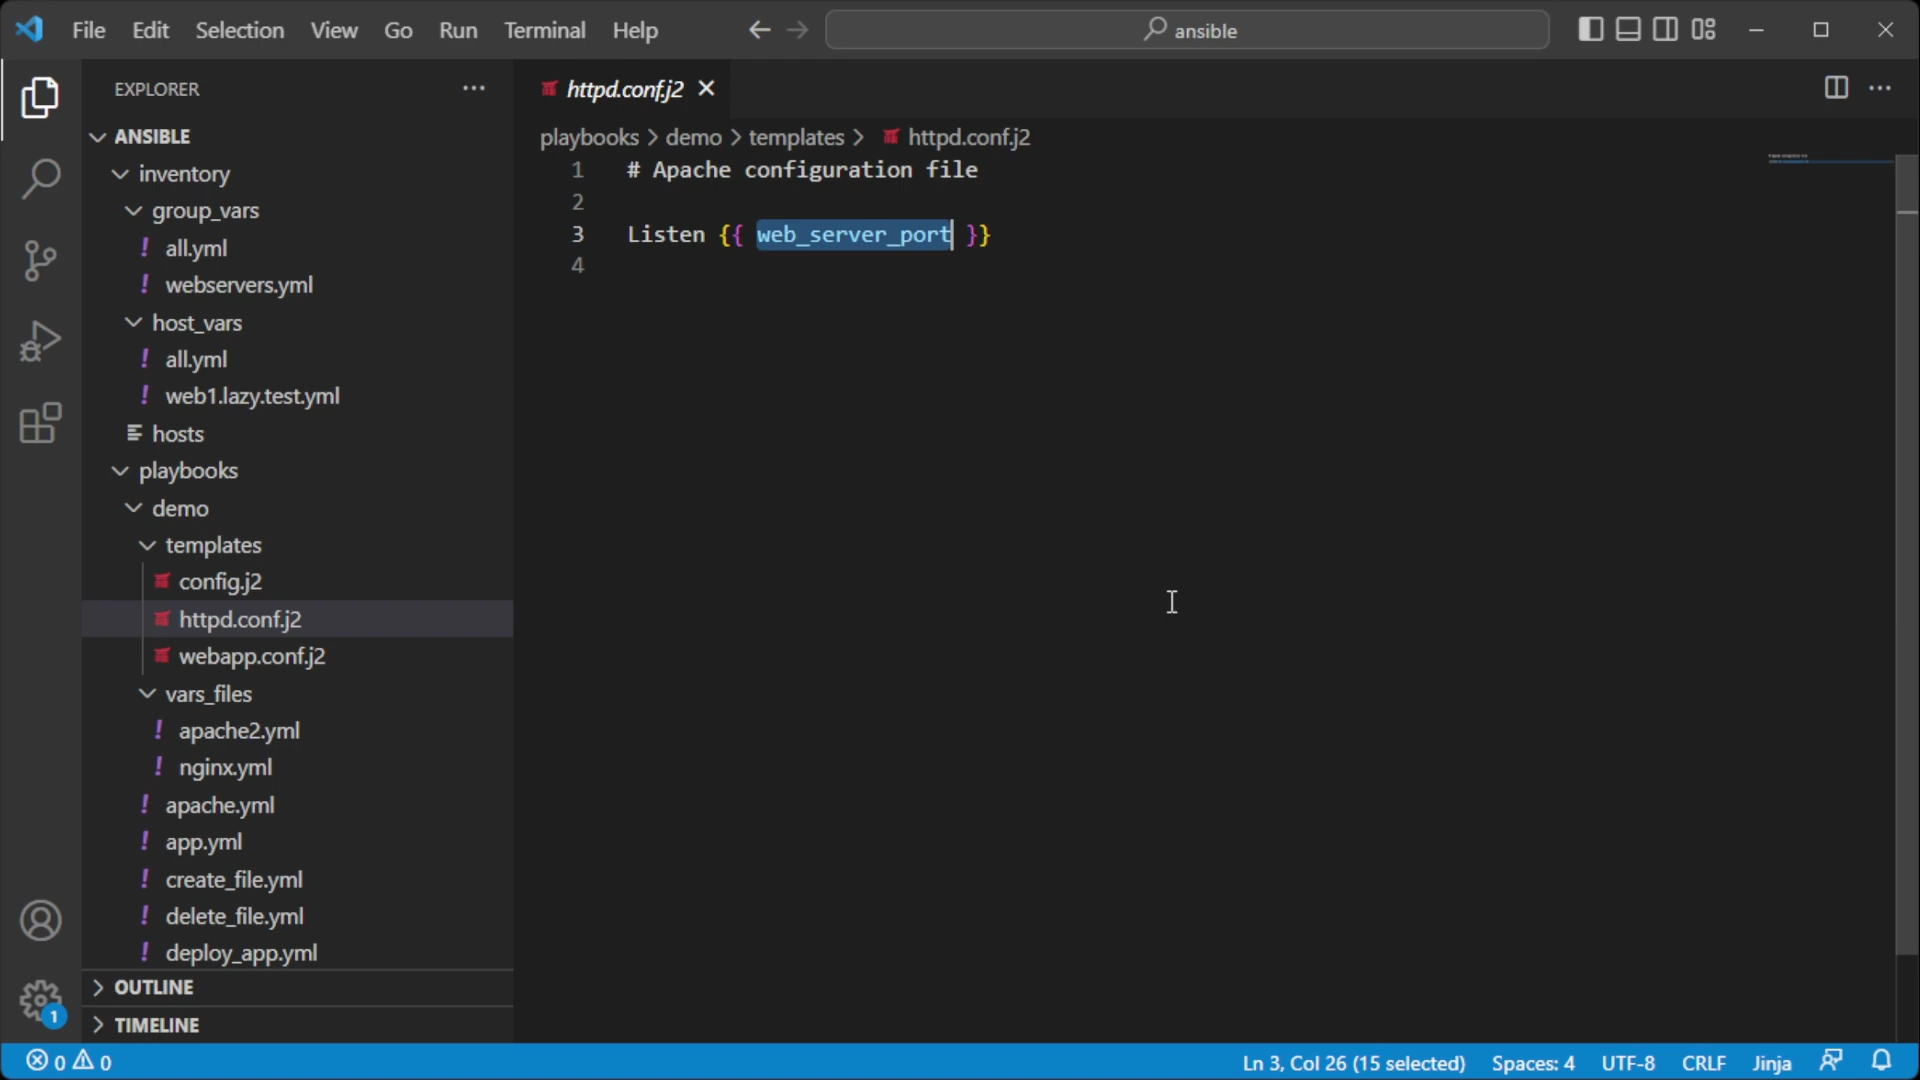 File Edit Selection View Go Run Terminal Help
ansible
EXPLORER
ANSIBLE
inventory
group_vars
! all.yml
! webservers.yml
host_vars
! all.yml
! web1.lazy.test.yml
hosts
playbooks
demo
templates
config.j2
httpd.conf.j2
webapp.conf.j2
vars_files
! apache2.yml
! nginx.yml
! apache.yml
! app.yml
! create_file.yml
! delete_file.yml
! deploy_app.yml
OUTLINE
TIMELINE
1
httpd.conf.j2
playbooks > demo > templates > httpd.conf.j2
1 # Apache configuration file
2
3 Listen {{ web_server_port }}
4
0 0
Ln 3, Col 26 (15 selected) Spaces: 4 UTF-8 CRLF Jinja